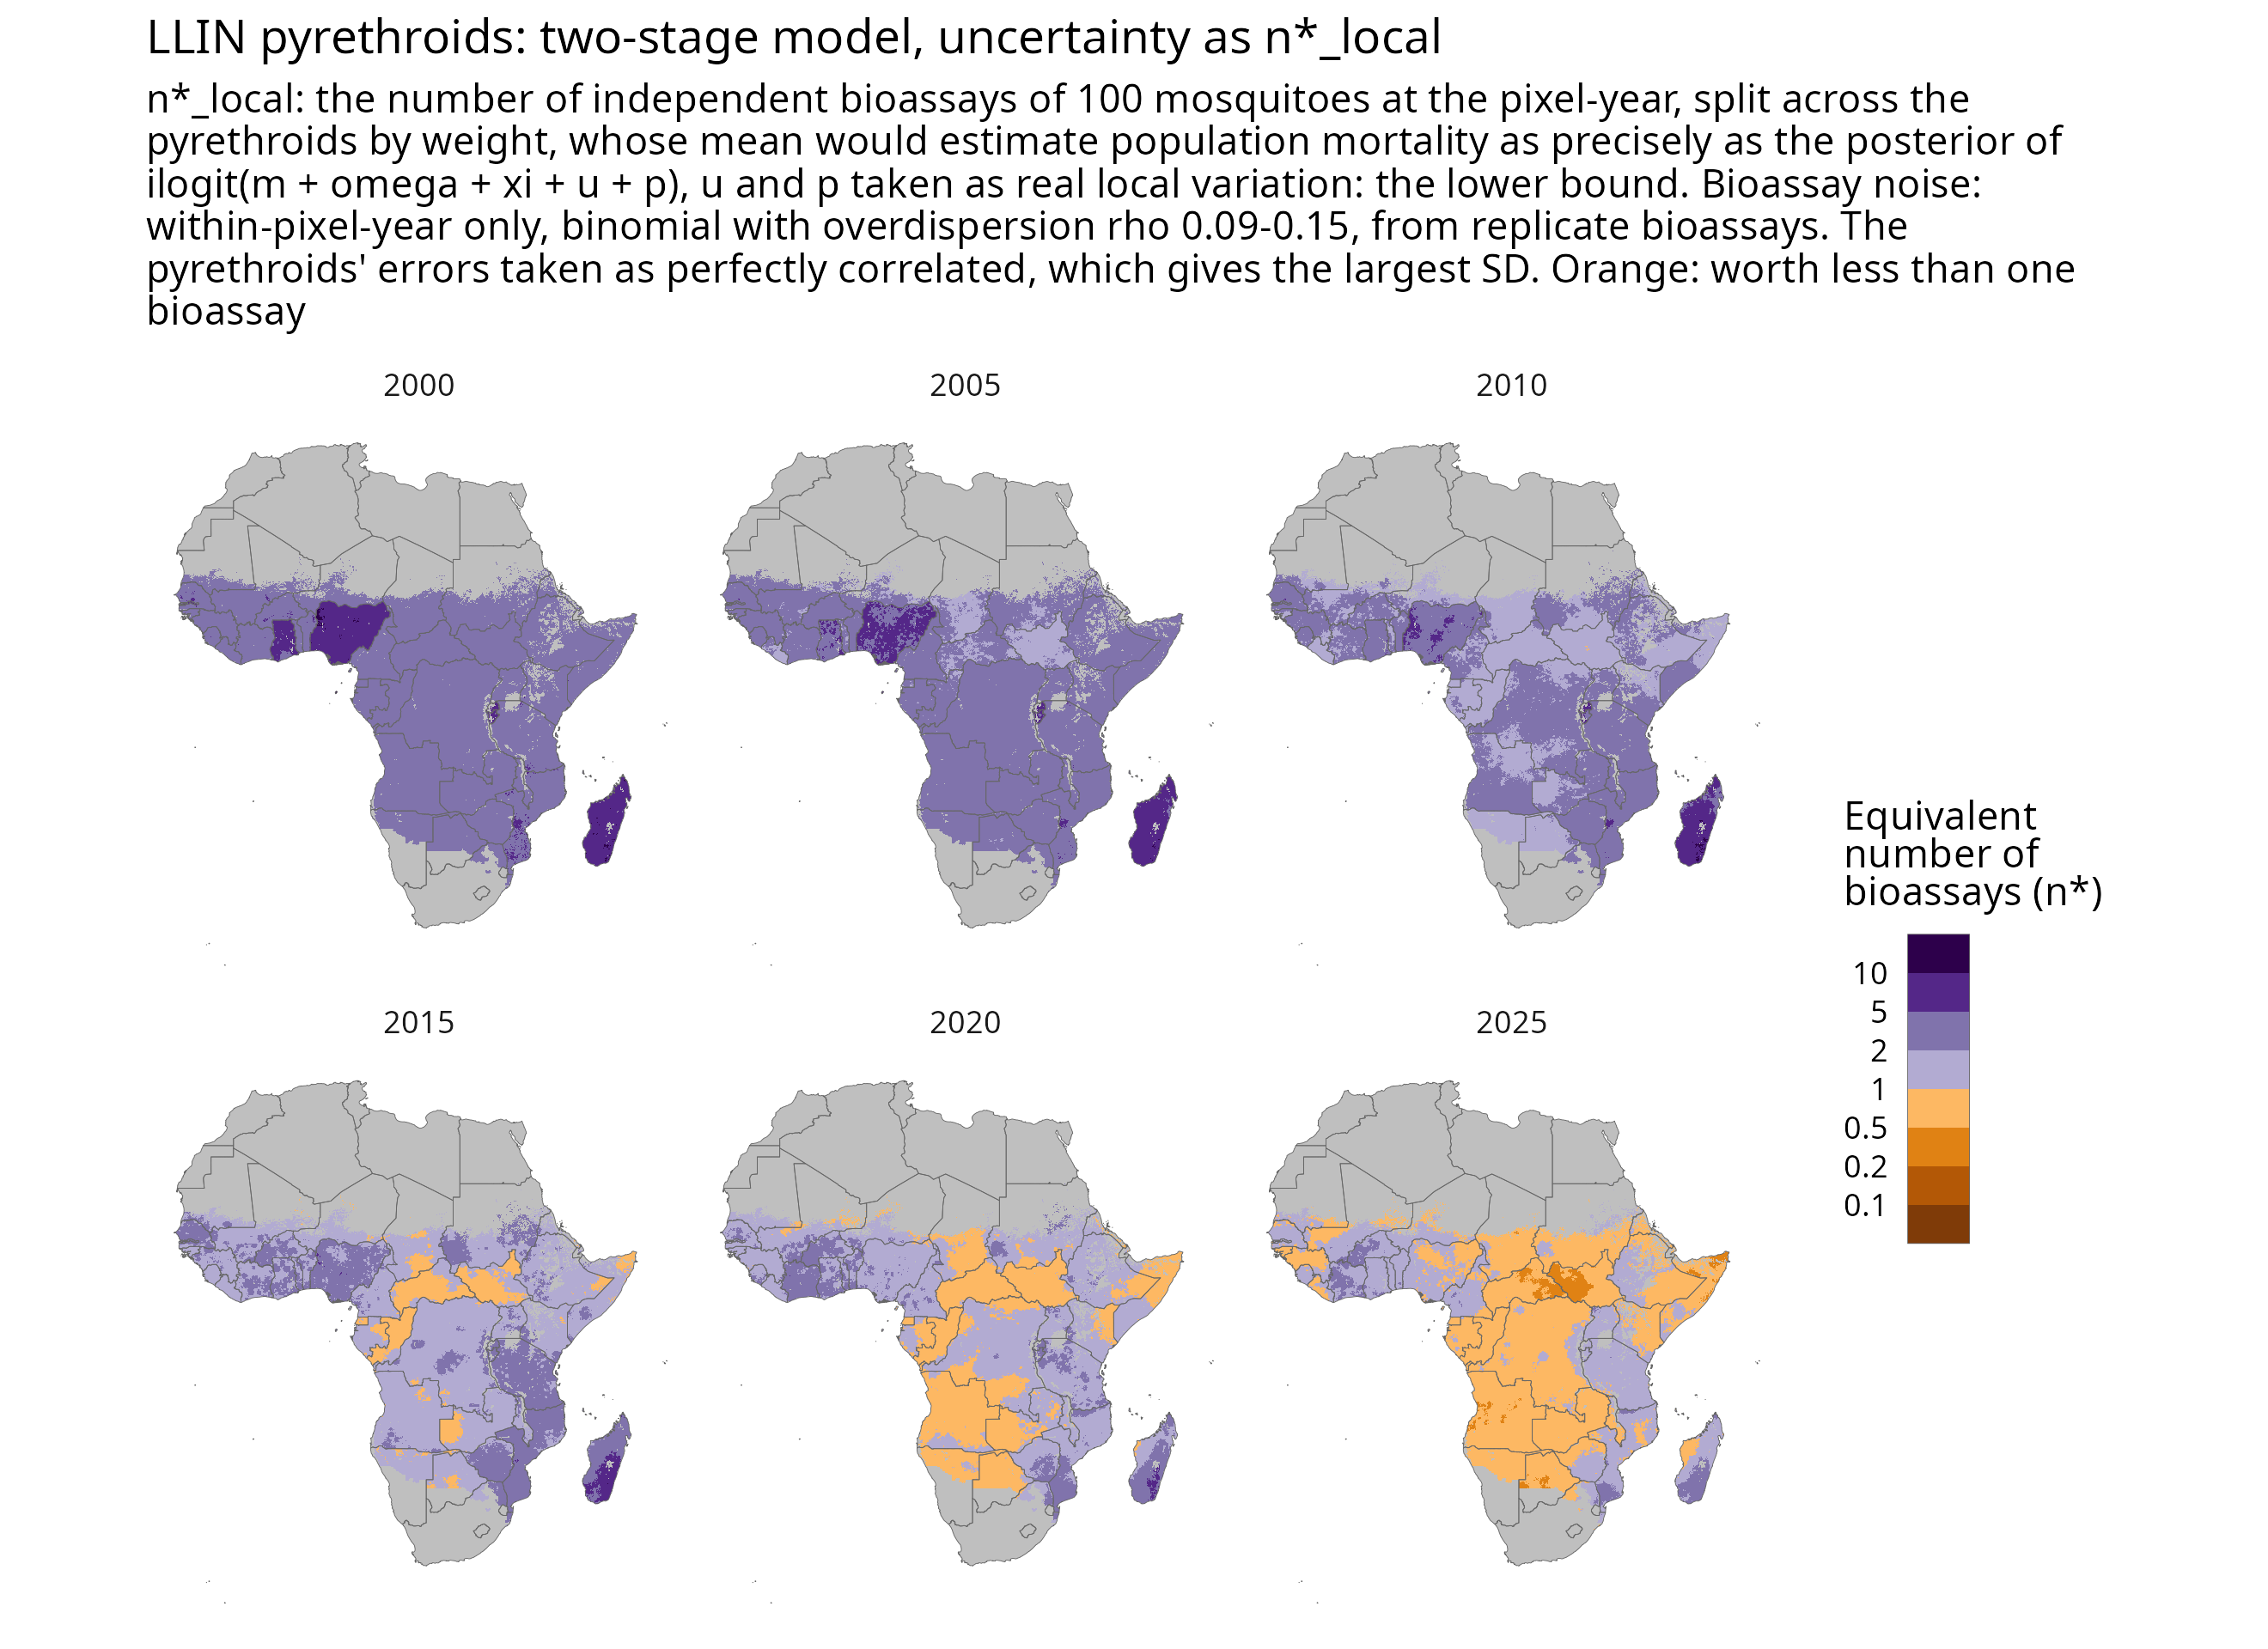 LLIN pyrethroids: two-stage model, uncertainty as n*_local
n*_local: the number of independent bioassays of 100 mosquitoes at the pixel-year, split across the
pyrethroids by weight, whose mean would estimate population mortality as precisely as the posterior of
ilogit(m + omega + xi + u + p), u and p taken as real local variation: the lower bound. Bioassay noise:
within-pixel-year only, binomial with overdispersion rho 0.09-0.15, from replicate bioassays. The
pyrethroids' errors taken as perfectly correlated, which gives the largest SD. Orange: worth less than one
bioassay
2000
2005
2010
2015
2020
2025
Equivalent
number of
bioassays (n*)
10
5
2
1
0.5
0.2
0.1